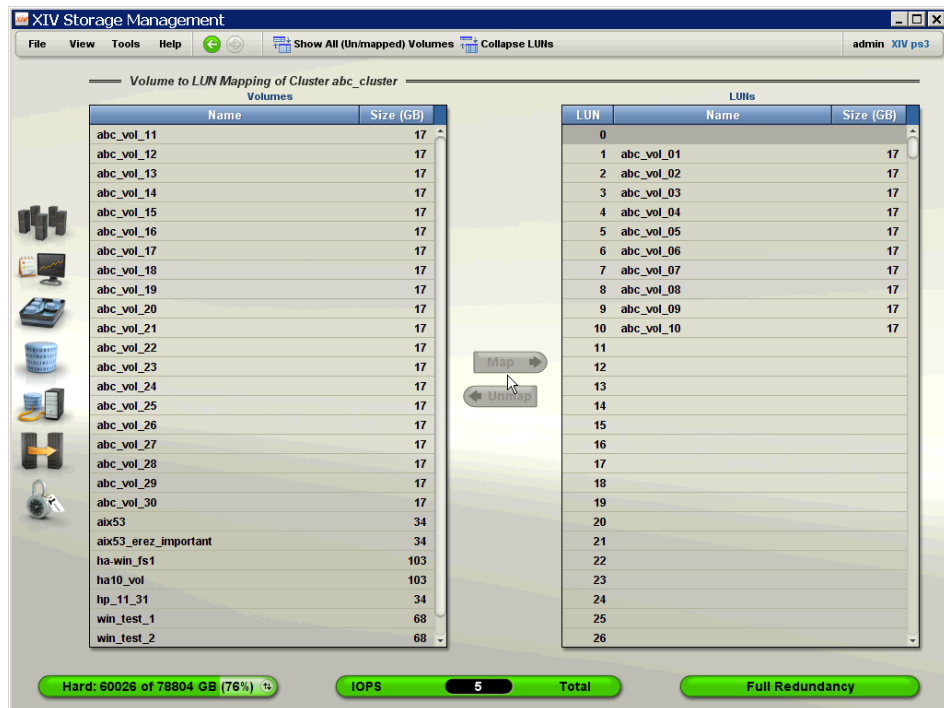 XIV Storage Management
File View Tools Help Show All (Un/mapped) Volumes Collapse LUNs admin XIV ps3
Volume to LUN Mapping of Cluster abc_cluster
Volumes
Name Size (GB)
abc_vol_11 17
abc_vol_12 17
abc_vol_13 17
abc_vol_14 17
abc_vol_15 17
abc_vol_16 17
abc_vol_17 17
abc_vol_18 17
abc_vol_19 17
abc_vol_20 17
abc_vol_21 17
abc_vol_22 17
abc_vol_23 17
abc_vol_24 17
abc_vol_25 17
abc_vol_26 17
abc_vol_27 17
abc_vol_28 17
abc_vol_29 17
abc_vol_30 17
aix53 34
aix53_erez_important 34
ha-win_fs1 103
ha10_vol 103
hp_11_31 34
win_test_1 68
win_test_2 68
Map
Unmap
LUNs
LUN Name Size (GB)
0
1 abc_vol_01 17
2 abc_vol_02 17
3 abc_vol_03 17
4 abc_vol_04 17
5 abc_vol_05 17
6 abc_vol_06 17
7 abc_vol_07 17
8 abc_vol_08 17
9 abc_vol_09 17
10 abc_vol_10 17
11
12
13
14
15
16
17
18
19
20
21
22
23
24
25
26
Hard: 60026 of 78804 GB (76%) IOPS 5 Total Full Redundancy